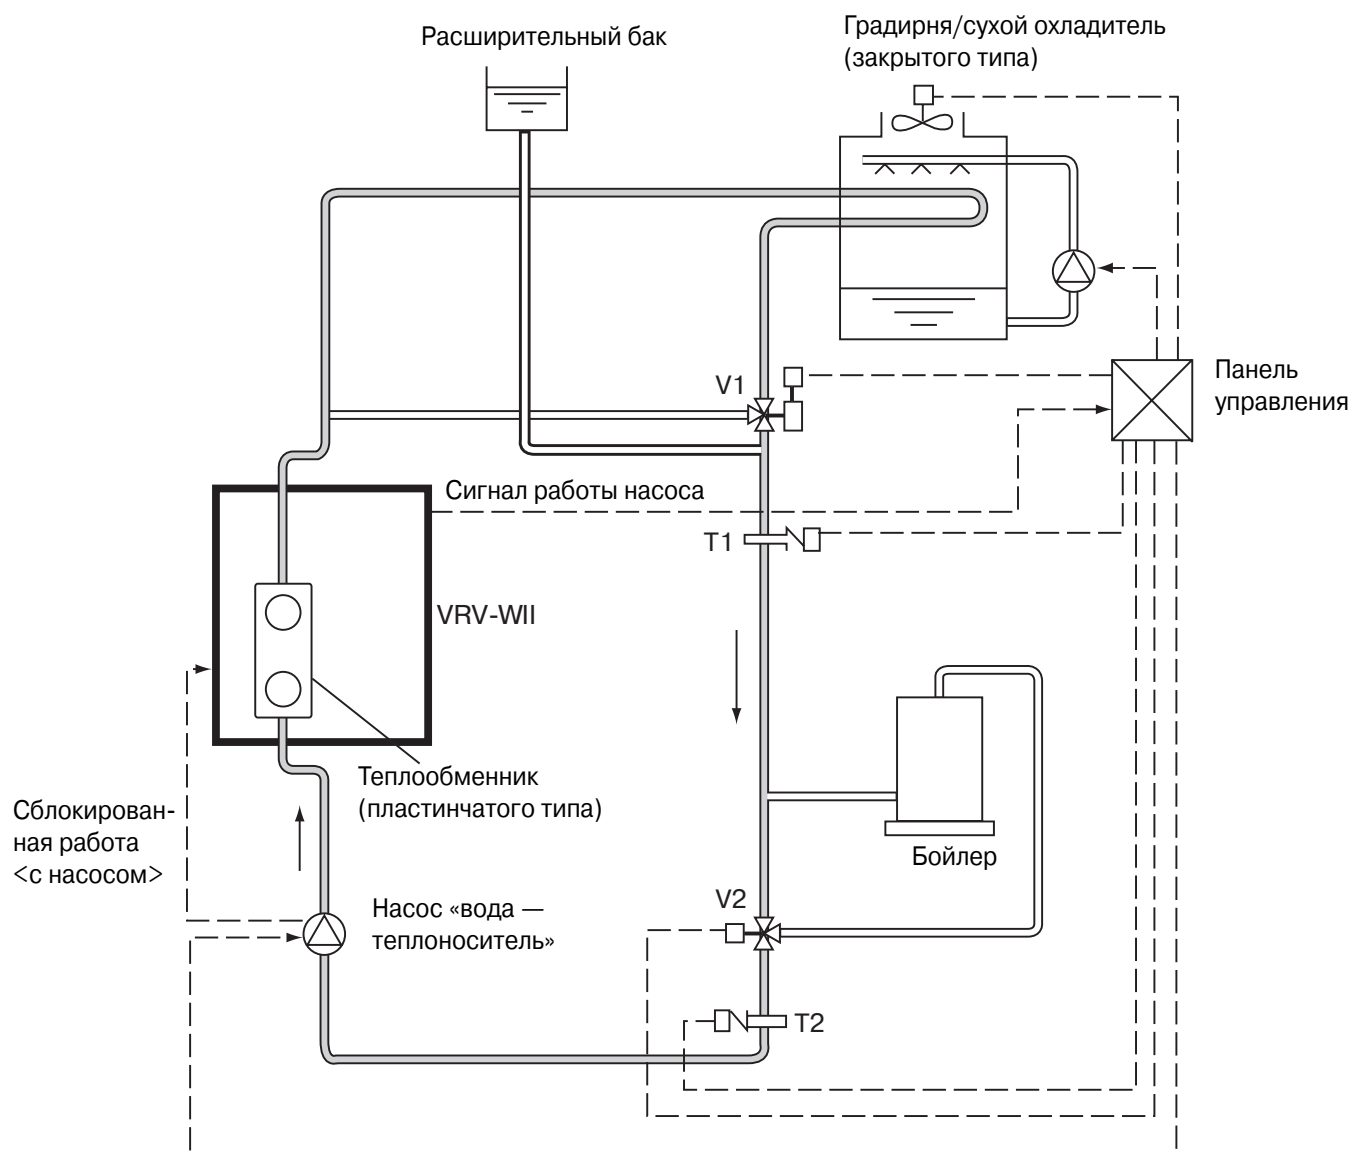 Градирня/сухой охладитель
(закрытого типа)
Расширительный бак
V1
Панель
управления
Сигнал работы насоса
T1
VRV-WII
Теплообменник
(пластинчатого типа)
Сблокирован-
ная работа
<с насосом>
Бойлер
V2
Насос «вода —
теплоноситель»
T2